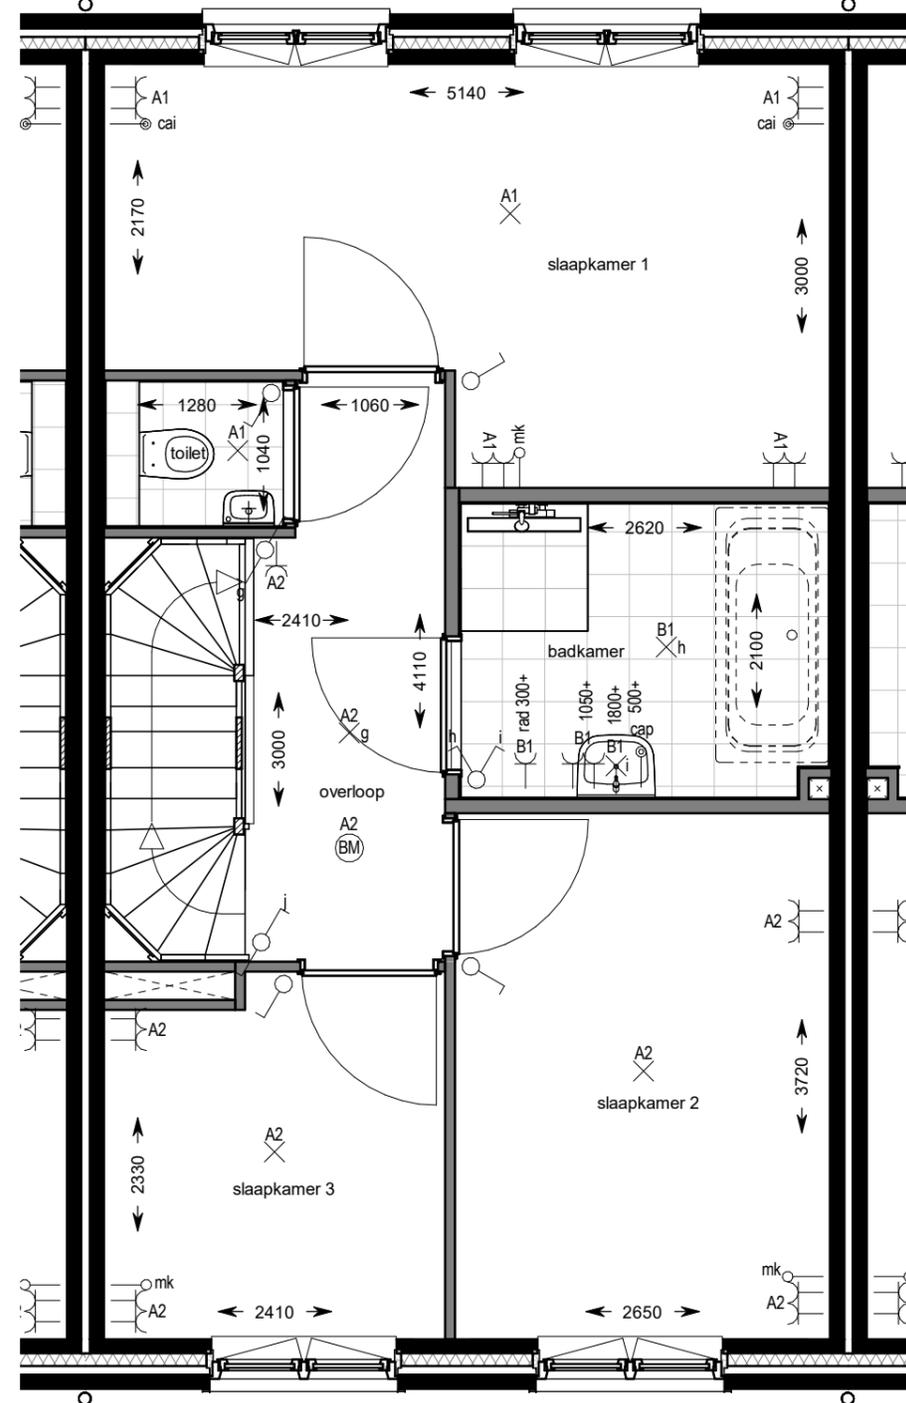 5140
A1
A1
cai
cai
2170
A1
slaapkamer 1
3000
1280
1060
A1
1040
toilet
A1
mk
A1
2620
g
A2
2410
4110
B1
h
badkamer
2100
rad 300+
1050+
1800+
500+
cap
A2
g
h
i
B1
B1
B1
i
3000
overloop
A2
BM
j
A2
A2
A2
slaapkamer 2
3720
A2
slaapkamer 3
2330
mk
A2
mk
A2
2410
2650